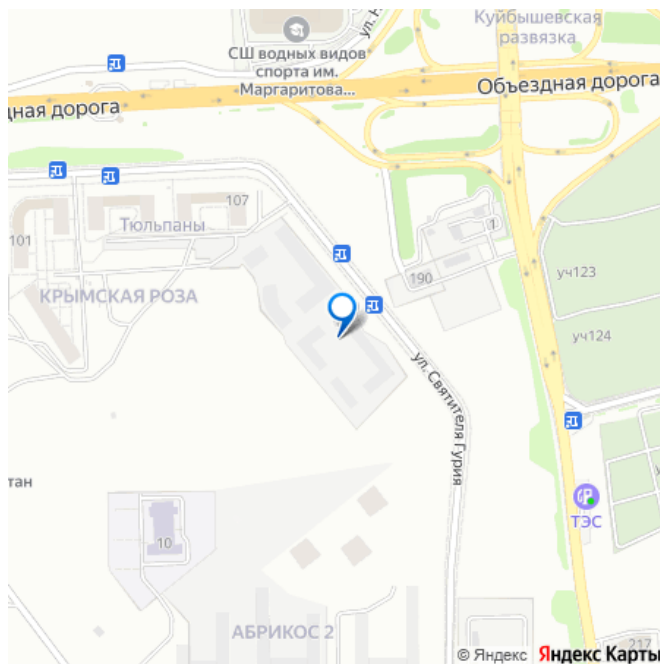 Куйбышевская
развязка
ул. Н
СШ водных видов
спорта им.
Маргаритова...
Объездная дорога
дная дорога
107
Тюльпаны
101
КРЫМСКАЯ РОЗА
190
1
уч123
уч124
ул. Святителя Гурия
тан
10
ТЭС
АБРИКОС 2
217
© Яндекс Яндекс Карты